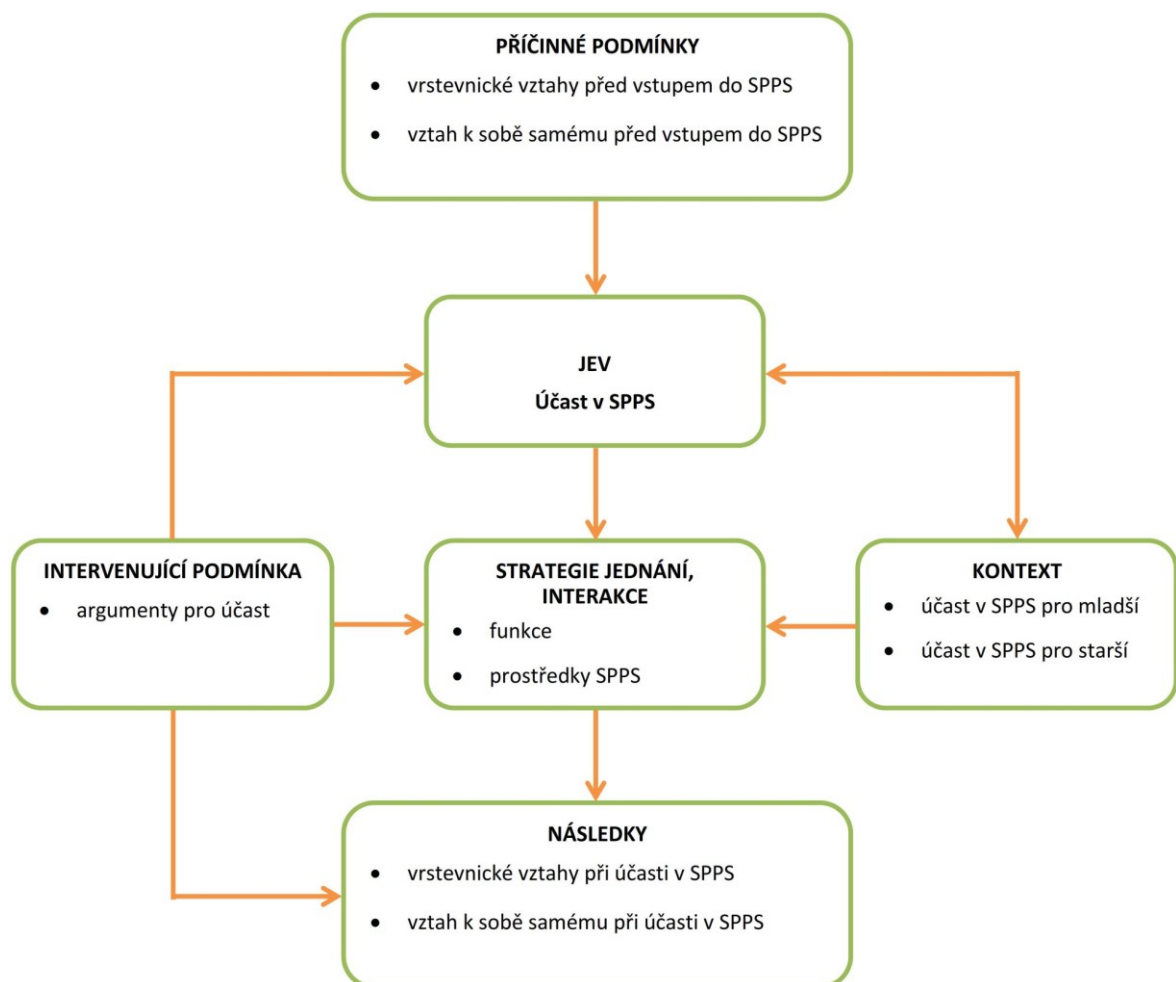 PŘÍČINNÉ PODMÍNKY
• vrstevnické vztahy před vstupem do SPPS
• vztah k sobě samému před vstupem do SPPS
JEV
Účast v SPPS
INTERVENUJÍCÍ PODMÍNKA
• argumenty pro účast
STRATEGIE JEDNÁNÍ,
INTERAKCE
• funkce
• prostředky SPPS
KONTEXT
• účast v SPPS pro mladší
• účast v SPPS pro starší
NÁSLEDKY
• vrstevnické vztahy při účasti v SPPS
• vztah k sobě samému při účasti v SPPS